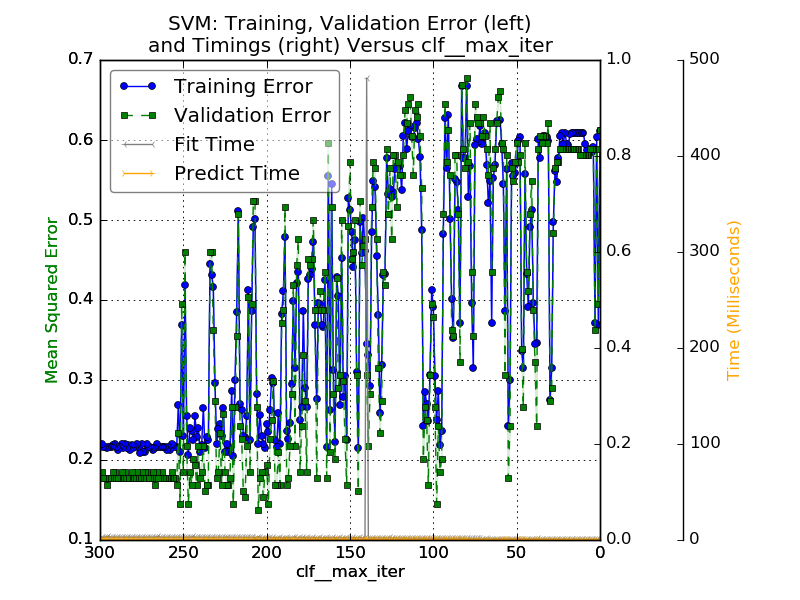 SVM: Training, Validation Error (left)
and Timings (right) Versus clf__max_iter
Training Error
Validation Error
Fit Time
Predict Time
Mean Squared Error
0.7
0.6
0.5
0.4
0.3
0.2
0.1
300
250
200
150
100
50
0
clf__max_iter
1.0
0.8
0.6
0.4
0.2
0.0
500
400
300
200
100
0
Time (Milliseconds)